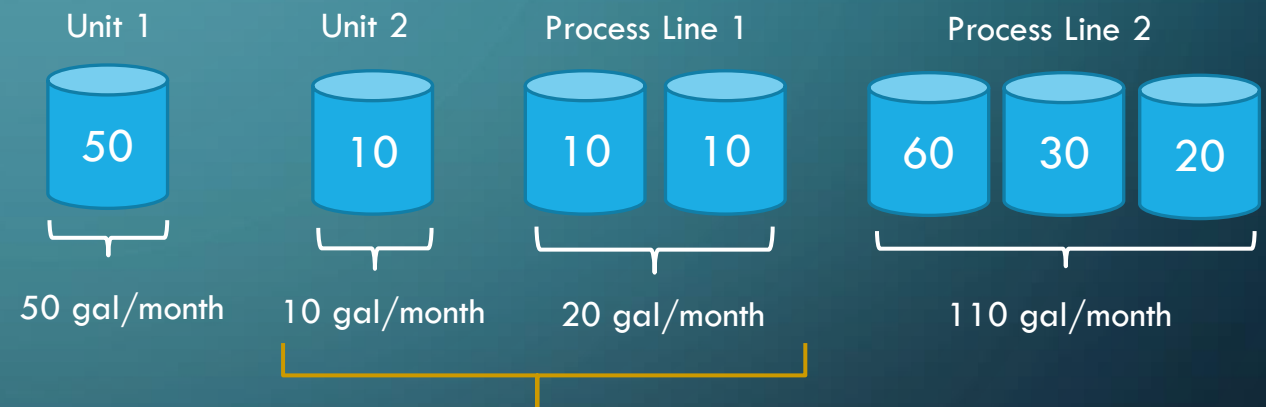 Unit 1 Unit 2 Process Line 1 Process Line 2
50 10 10 10 60 30 20
50 gal/month 10 gal/month 20 gal/month 110 gal/month